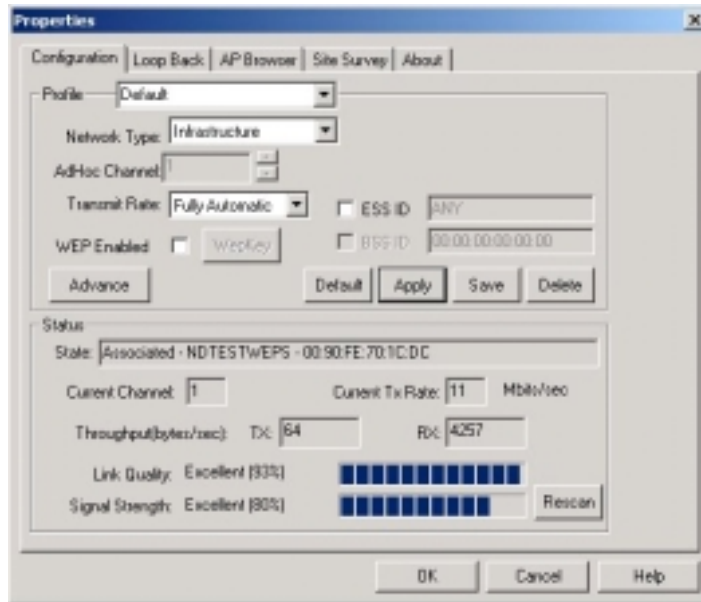 Properties
Configuration Loop Back AP Browser Site Survey About
Profile Default
Network Type: Infrastructure
AdHoc Channel: 1
Transmit Rate: Fully Automatic ESS ID ANY
WEP Enabled WepKey BSS ID 00:00:00:00:00:00
Advance Default Apply Save Delete
Status
State: Associated - NDTESTWEPS - 00:90:FE:70:1C:DC
Current Channel: 1 Current Tx Rate: 11 Mbits/sec
Throughput(bytes/sec): TX: 64 RX: 4257
Link Quality: Excellent (93%)
Signal Strength: Excellent (80%) Rescan
OK Cancel Help